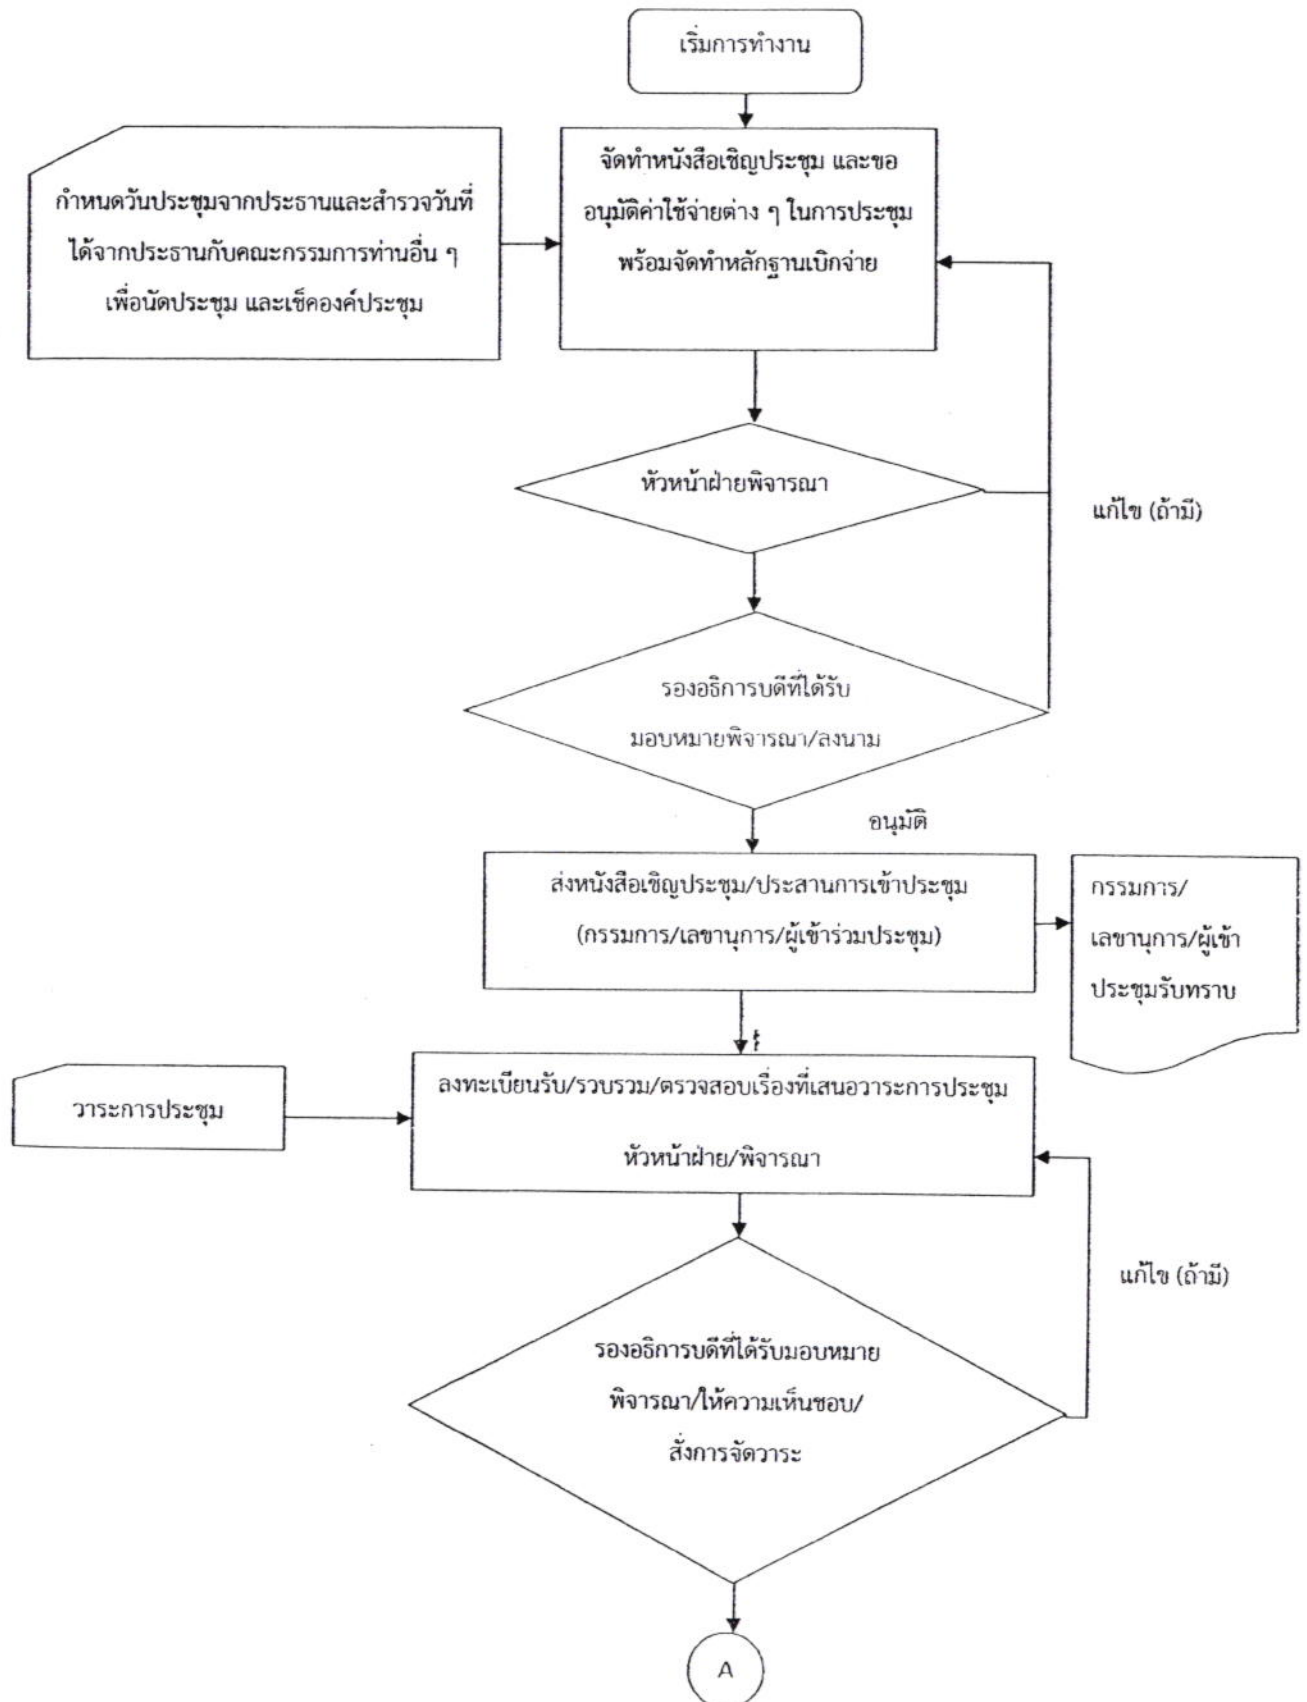 เริ่มการทำงาน
กำหนดวันประชุมจากประธานและสำรวจวันที่
ได้จากประธานกับคณะกรรมการท่านอื่น ๆ
เพื่อนัดประชุม และเช็คองค์ประชุม
จัดทำหนังสือเชิญประชุม และขอ
อนุมัติค่าใช้จ่ายต่าง ๆ ในการประชุม
พร้อมจัดทำหลักฐานเบิกจ่าย
หัวหน้าฝ่ายพิจารณา
แก้ไข (ถ้ามี)
รองอธิการบดีที่ได้รับ
มอบหมายพิจารณา/ลงนาม
อนุมัติ
ส่งหนังสือเชิญประชุม/ประสานการเข้าประชุม
(กรรมการ/เลขานุการ/ผู้เข้าร่วมประชุม)
กรรมการ/
เลขานุการ/ผู้เข้า
ประชุมรับทราบ
วาระการประชุม
ลงทะเบียนรับ/รวบรวม/ตรวจสอบเรื่องที่เสนอวาระการประชุม
หัวหน้าฝ่าย/พิจารณา
แก้ไข (ถ้ามี)
รองอธิการบดีที่ได้รับมอบหมาย
พิจารณา/ให้ความเห็นชอบ/
สั่งการจัดวาระ
A